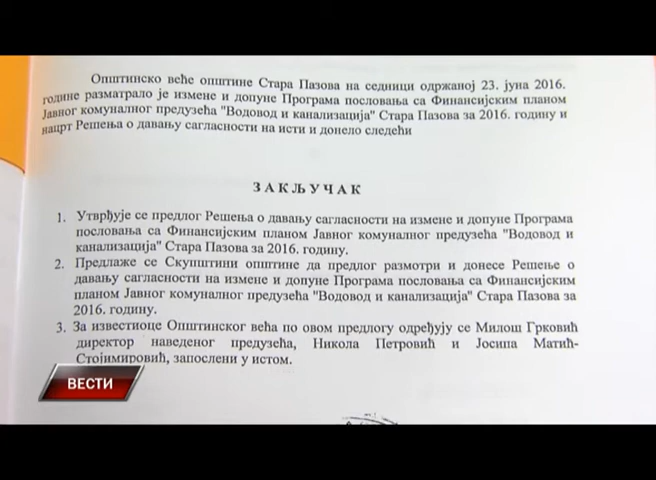 Општинско веће општине Стара Пазова на седници одржаној 23. јуна 2016.
године разматрало је измене и допуне Програма пословања са Финансијским планом
Јавног комуналног предузећа "Водовод и канализација" Стара Пазова за 2016. годину и
нацрт Решења о давању сагласности на исти и донело следећи
З А К Љ У Ч А К
1. Утврђује се предлог Решења о давању сагласности на измене и допуне Програма
пословања са Финансијским планом Јавног комуналног предузећа "Водовод и
канализација" Стара Пазова за 2016. годину.
2. Предлаже се Скупштини општине да предлог размотри и донесе Решење о
давању сагласности на измене и допуне Програма пословања са Финансијским
планом Јавног комуналног предузећа "Водовод и канализација" Стара Пазова за
2016. годину.
3. За известиоце Општинског већа по овом предлогу одређују се Милош Грковић
директор наведеног предузећа, Никола Петровић и Јосипа Матић-
Стојимировић, запослени у истом.
ВЕСТИ